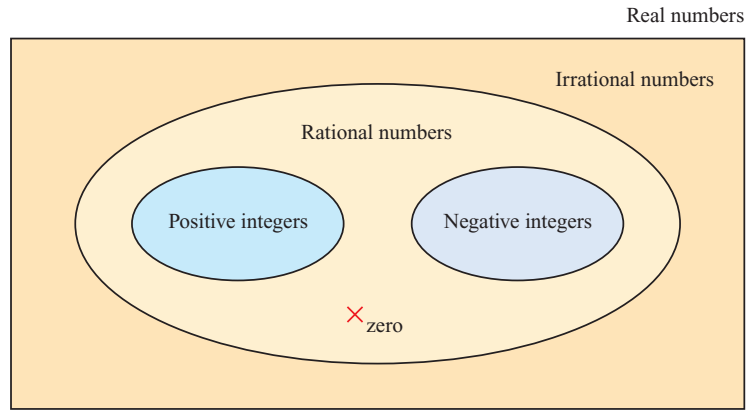 Real numbers
Irrational numbers
Rational numbers
Positive integers
Negative integers
zero